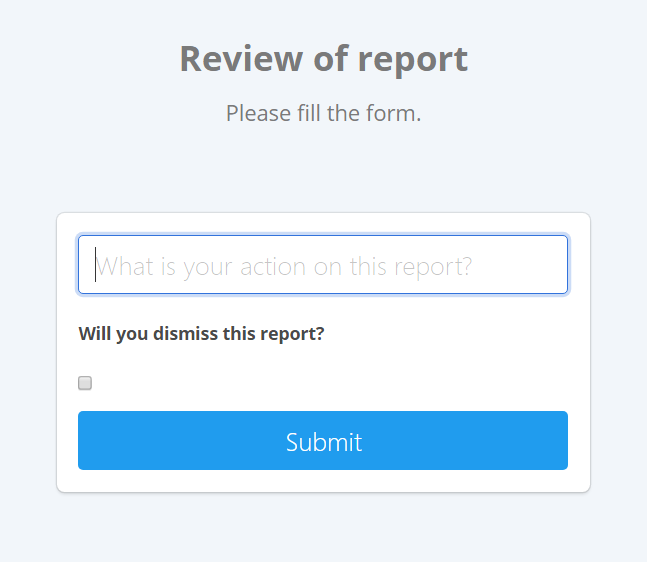 Review of report
Please fill the form.
What is your action on this report?
Will you dismiss this report?
Submit